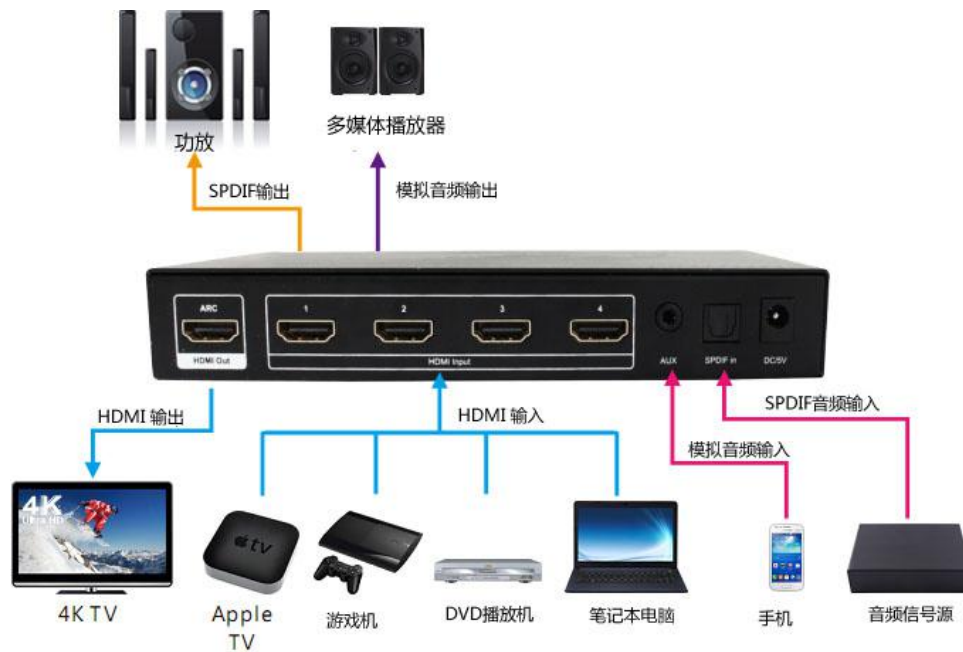 功放
多媒体播放器
SPDIF输出
模拟音频输出
ARC
1
2
3
4
HDMI Out
HDMI Input
AUX
SPDIF in
DC/5V
HDMI 输出
HDMI 输入
SPDIF音频输入
模拟音频输入
4K
Ultra HD
tv
4K TV
Apple
TV
游戏机
DVD播放机
笔记本电脑
手机
音频信号源